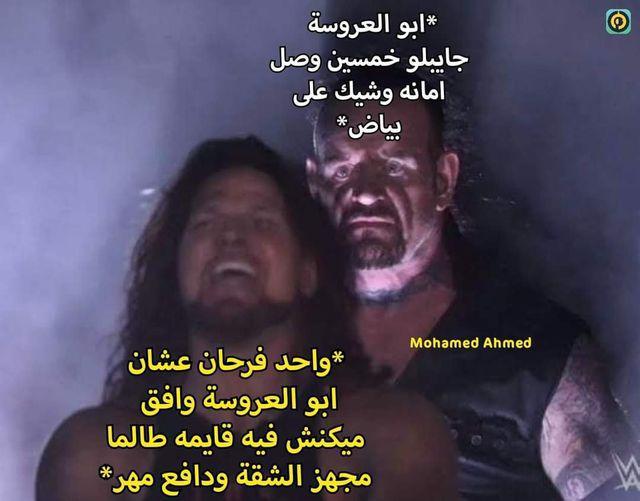 *ابو العروسة
جايبلو خمسين وصل
امانه وشيك على
بياض*
Mohamed Ahmed
*واحد فرحان عشان
ابو العروسة وافق
ميكنش فيه قايمه طالما
مجهز الشقة ودافع مهر*
W